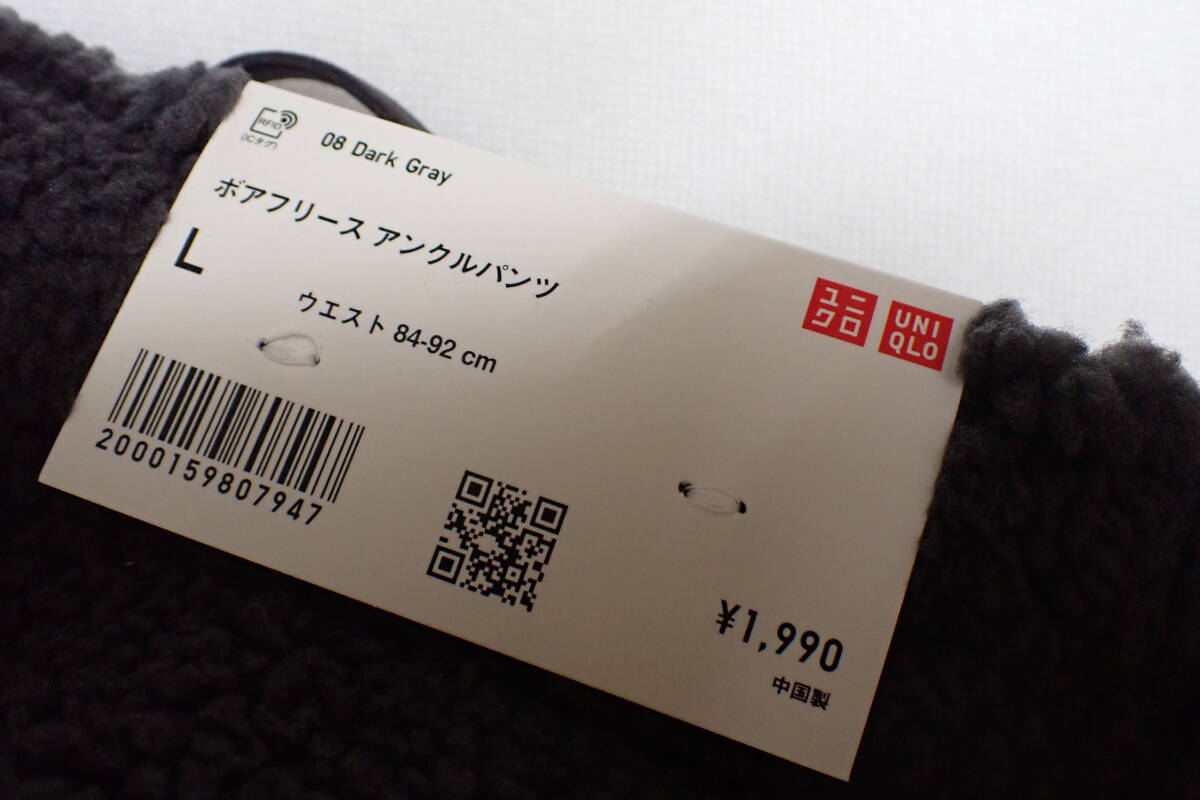 RFID
(ICタグ)
08 Dark Gray
ボアフリース アンクルパンツ
L
ウエスト 84-92 cm
ユニ
クロ
UNI
QLO
2000159807947
¥1,990
中国製